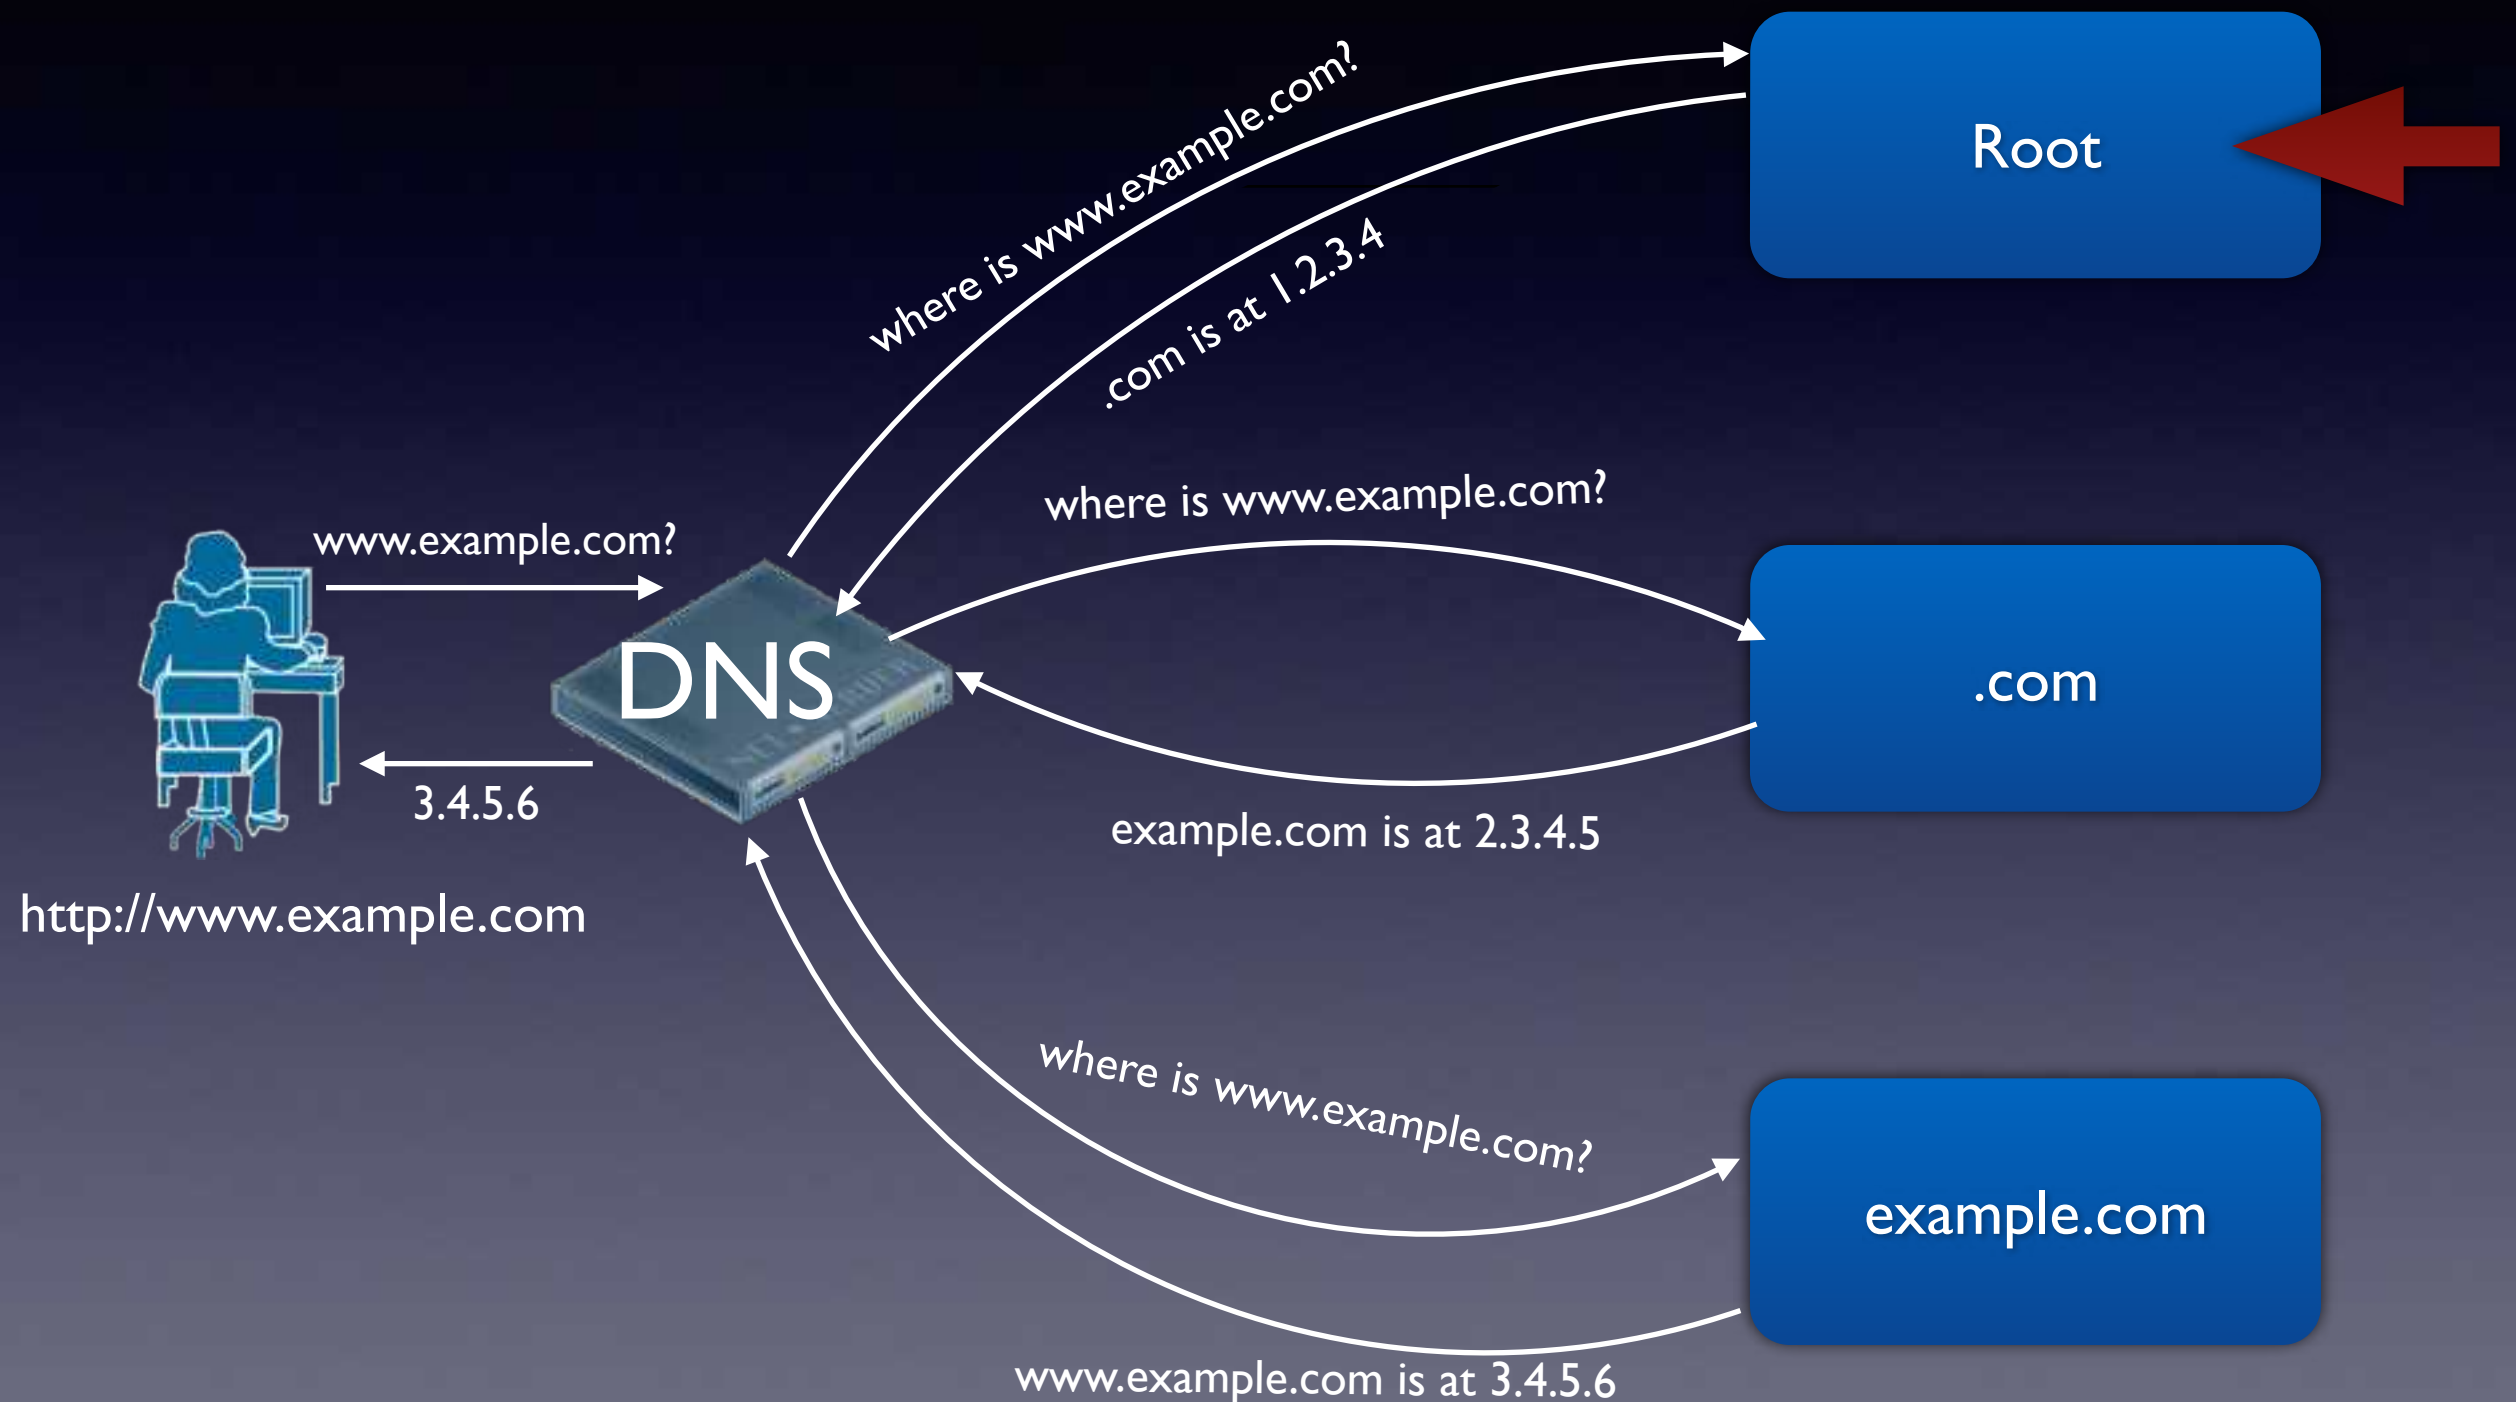 where is www.example.com?
Root
.com is at 1.2.3.4
where is www.example.com?
www.example.com?
DNS
.com
3.4.5.6
example.com is at 2.3.4.5
http://www.example.com
where is www.example.com?
example.com
www.example.com is at 3.4.5.6